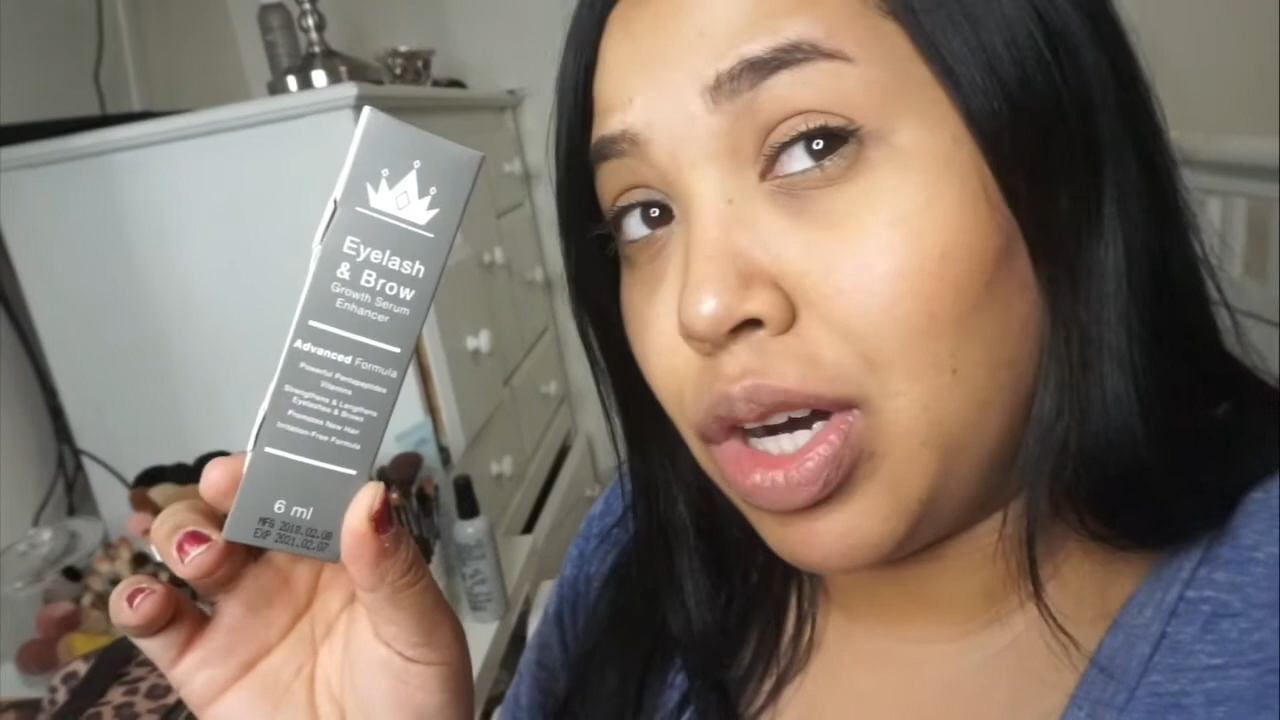 Eyelash
& Brow
Growth Serum
Enhancer
Advanced Formula
Powerful Pentapeptides
Vitamins
Strengthens & Lengthens
Eyelashes & Brows
Promotes New Hair
Irritation-Free Formula
6 ml
MFG 2018.02.08
EXP 2021.02.07